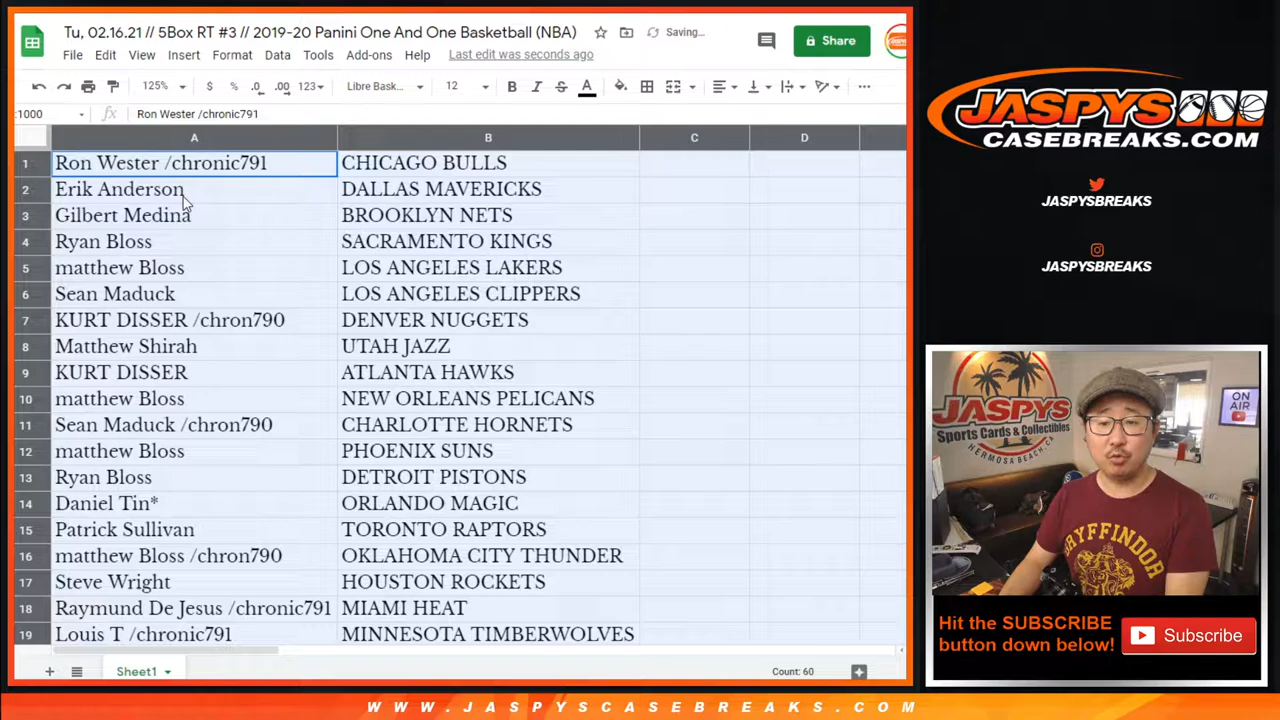 Tu, 02.16.21 // 5Box RT #3 // 2019-20 Panini One And One Basketball (NBA)
Saving...
File Edit View Insert Format Data Tools Add-ons Help Last edit was seconds ago
Share
125% $ % .0 .00 123 Libre Bask... 12 B I S A
:1000 fx Ron Wester /chronic791
A B C D
1 Ron Wester /chronic791 CHICAGO BULLS
2 Erik Anderson DALLAS MAVERICKS
3 Gilbert Medina BROOKLYN NETS
4 Ryan Bloss SACRAMENTO KINGS
5 matthew Bloss LOS ANGELES LAKERS
6 Sean Maduck LOS ANGELES CLIPPERS
7 KURT DISSER /chron790 DENVER NUGGETS
8 Matthew Shirah UTAH JAZZ
9 KURT DISSER ATLANTA HAWKS
10 matthew Bloss NEW ORLEANS PELICANS
11 Sean Maduck /chron790 CHARLOTTE HORNETS
12 matthew Bloss PHOENIX SUNS
13 Ryan Bloss DETROIT PISTONS
14 Daniel Tin* ORLANDO MAGIC
15 Patrick Sullivan TORONTO RAPTORS
16 matthew Bloss /chron790 OKLAHOMA CITY THUNDER
17 Steve Wright HOUSTON ROCKETS
18 Raymund De Jesus /chronic791 MIAMI HEAT
19 Louis T /chronic791 MINNESOTA TIMBERWOLVES
Sheet1
Count: 60
JASPYS
CASEBREAKS.COM
JASPYSBREAKS
JASPYSBREAKS
JASPYS
Sports Cards & Collectibles
HERMOSA BEACH, CA
ON AIR
GRYFFINDOR
Hit the SUBSCRIBE
button down below!
Subscribe
WWW.JASPYSCASEBREAKS.COM